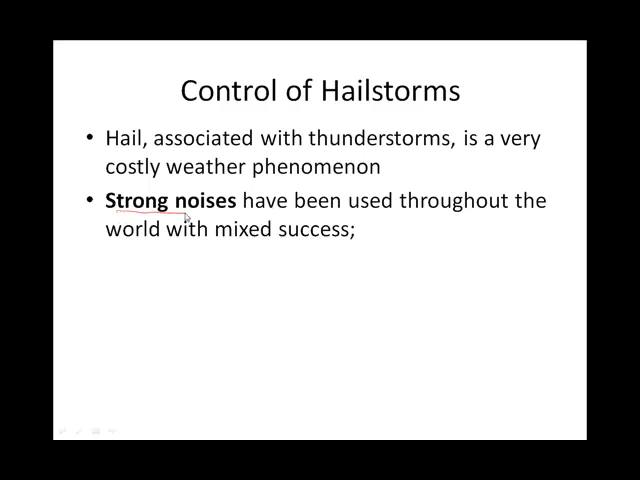 Control of Hailstorms
• Hail, associated with thunderstorms, is a very
costly weather phenomenon
• Strong noises have been used throughout the
world with mixed success;